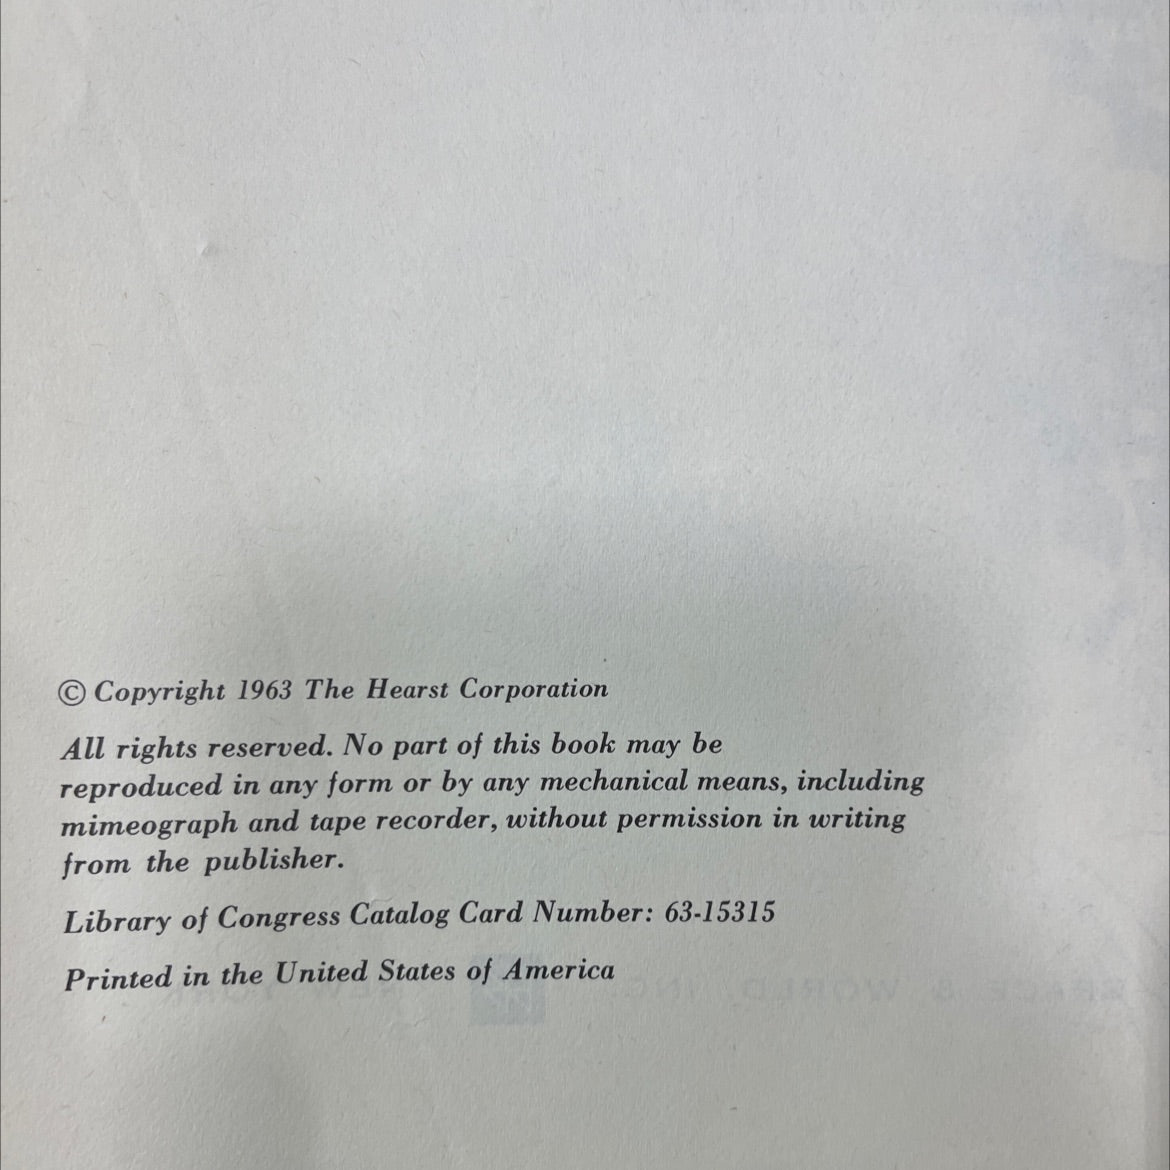 © Copyright 1963 The Hearst Corporation
All rights reserved. No part of this book may be
reproduced in any form or by any mechanical means, including
mimeograph and tape recorder, without permission in writing
from the publisher.
Library of Congress Catalog Card Number: 63-15315
Printed in the United States of America